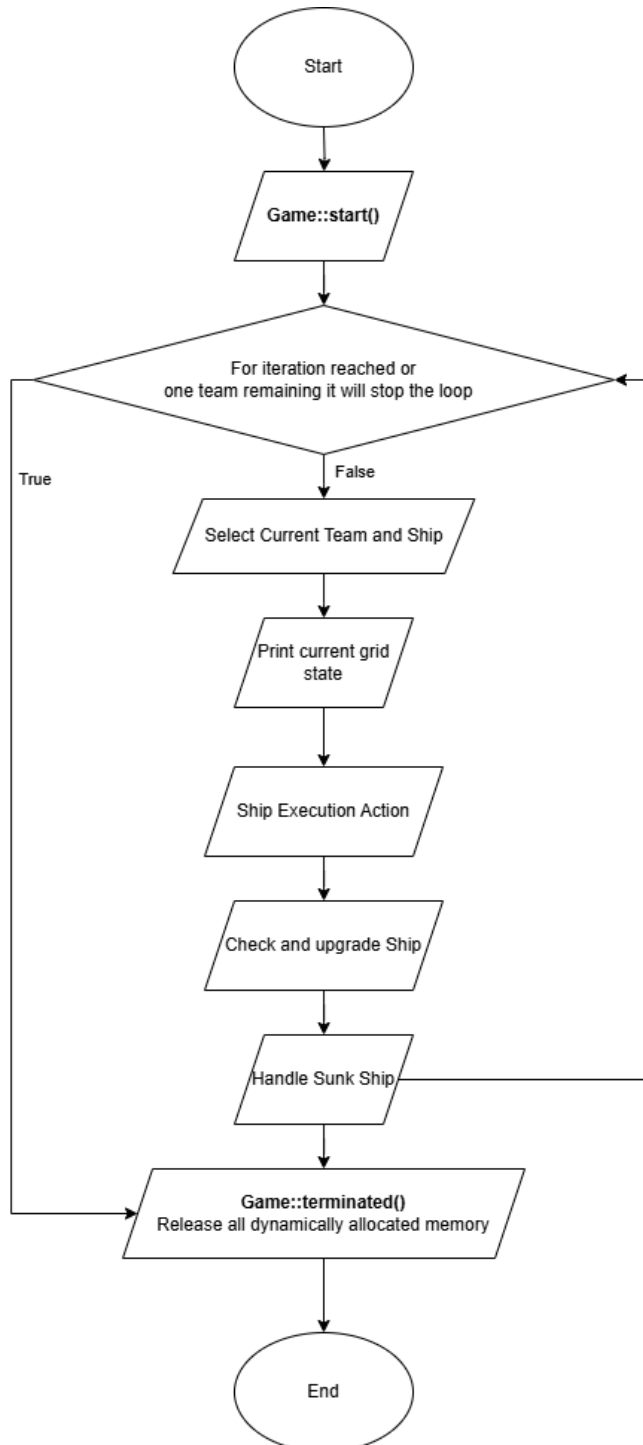 Start
Game::start()
For iteration reached or
one team remaining it will stop the loop
True
False
Select Current Team and Ship
Print current grid
state
Ship Execution Action
Check and upgrade Ship
Handle Sunk Ship
Game::terminated()
Release all dynamically allocated memory
End